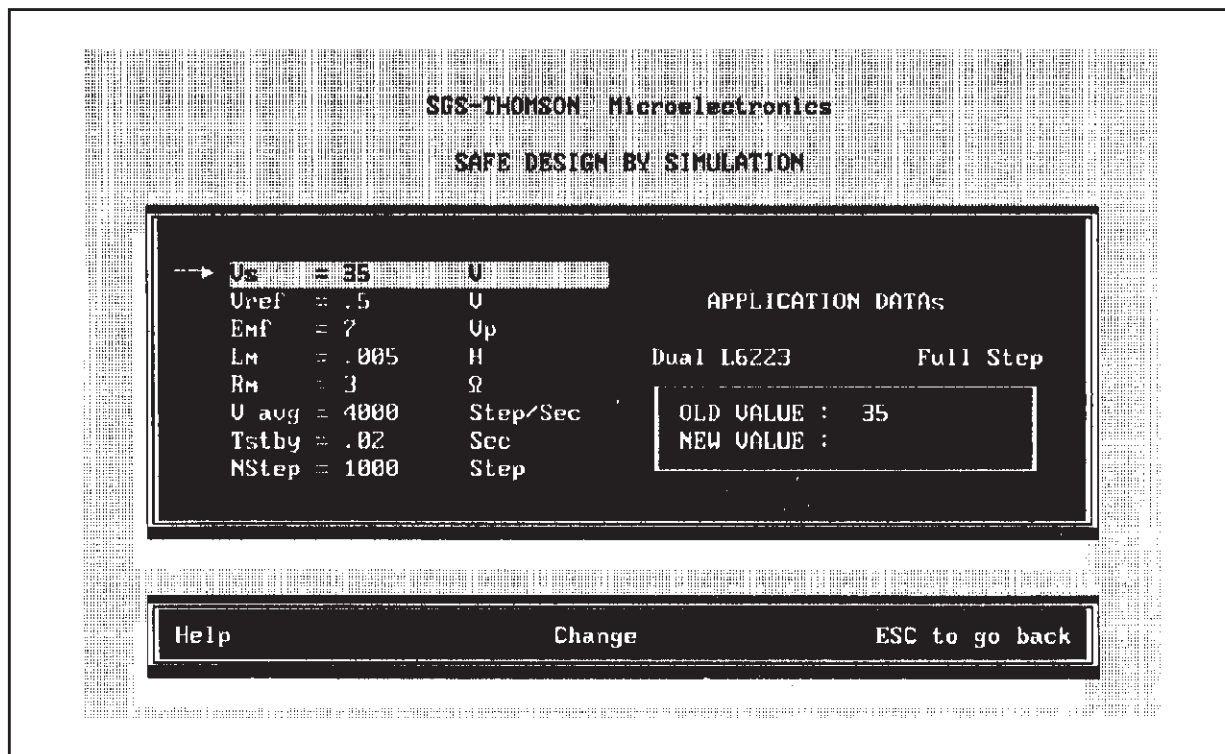 SGS-THOMSON Microelectronics
SAFE DESIGN BY SIMULATION
Vs = 35 V
Vref = .5 V
Emf = 7 Vp
Lm = .005 H
Rm = 3 Ω
V avg = 4000 Step/Sec
Tstby = .02 Sec
NStep = 1000 Step
APPLICATION DATAs
Dual L6223 Full Step
OLD VALUE : 35
NEW VALUE :
Help Change ESC to go back